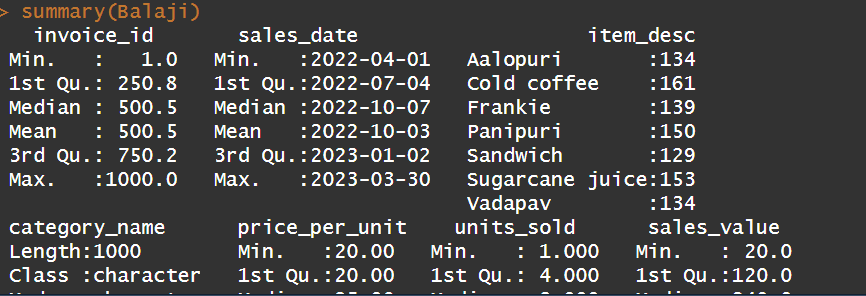 > summary(Balaji)
   invoice_id       sales_date                   item_desc
Min.   :   1.0   Min.   :2022-04-01   Aalopuri       :134
1st Qu.: 250.8   1st Qu.:2022-07-04   Cold coffee    :161
Median : 500.5   Median :2022-10-07   Frankie        :139
Mean   : 500.5   Mean   :2022-10-03   Panipuri       :150
3rd Qu.: 750.2   3rd Qu.:2023-01-02   Sandwich       :129
Max.   :1000.0   Max.   :2023-03-30   Sugarcane juice:153
                                      Vadapav        :134
category_name      price_per_unit    units_sold      sales_value
Length:1000        Min.   :20.00   Min.   : 1.000   Min.   : 20.0
Class :character   1st Qu.:20.00   1st Qu.: 4.000   1st Qu.:120.0